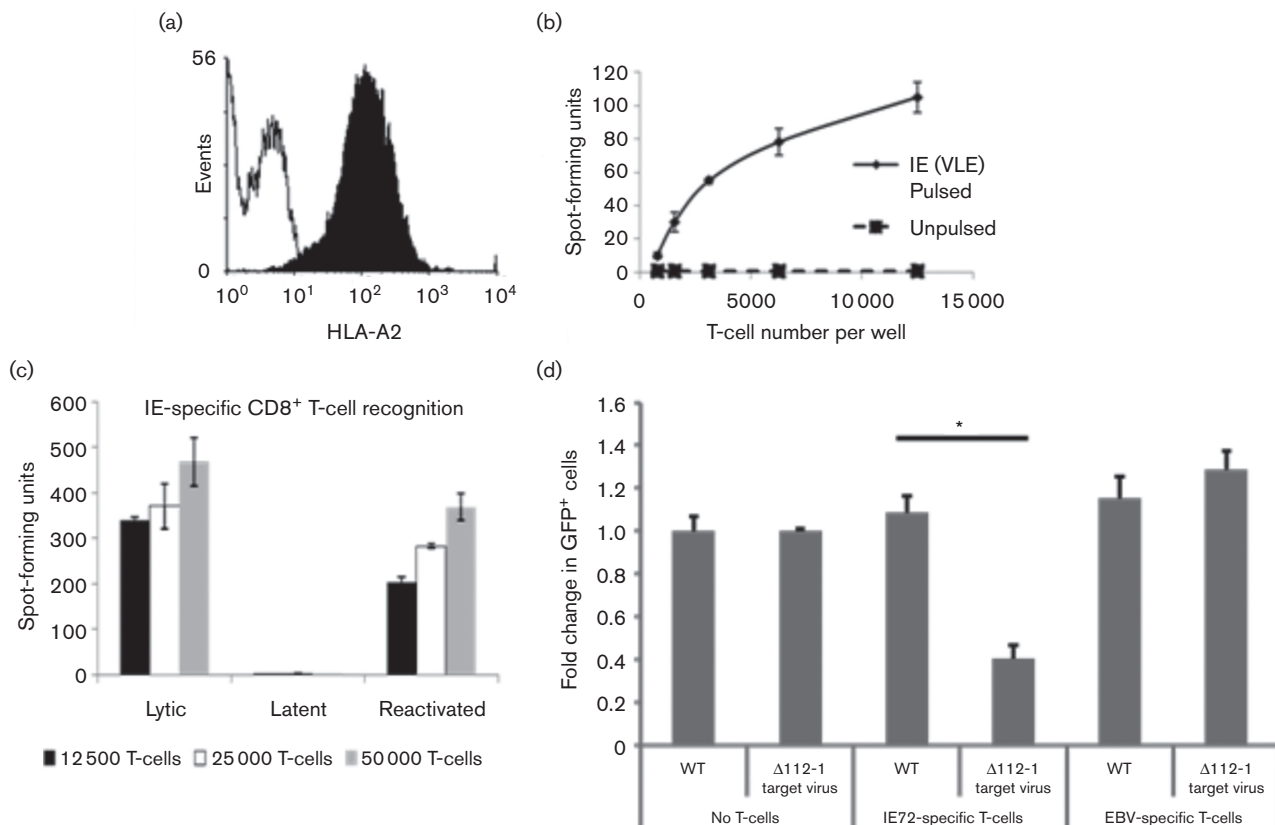 (a)
56
Events
0
10⁰ 10¹ 10² 10³ 10⁴
HLA-A2
(b)
120
100
80
60
40
20
0
Spot-forming units
IE (VLE)
Pulsed
Unpulsed
0 5000 10 000 15 000
T-cell number per well
(c)
IE-specific CD8⁺ T-cell recognition
600
500
400
300
200
100
0
Spot-forming units
Lytic Latent Reactivated
12 500 T-cells 25 000 T-cells 50 000 T-cells
(d)
1.6
1.4
1.2
1.0
0.8
0.6
0.4
0.2
0
Fold change in GFP⁺ cells
*
WT Δ112-1 WT Δ112-1 WT Δ112-1
target virus target virus target virus
No T-cells IE72-specific T-cells EBV-specific T-cells